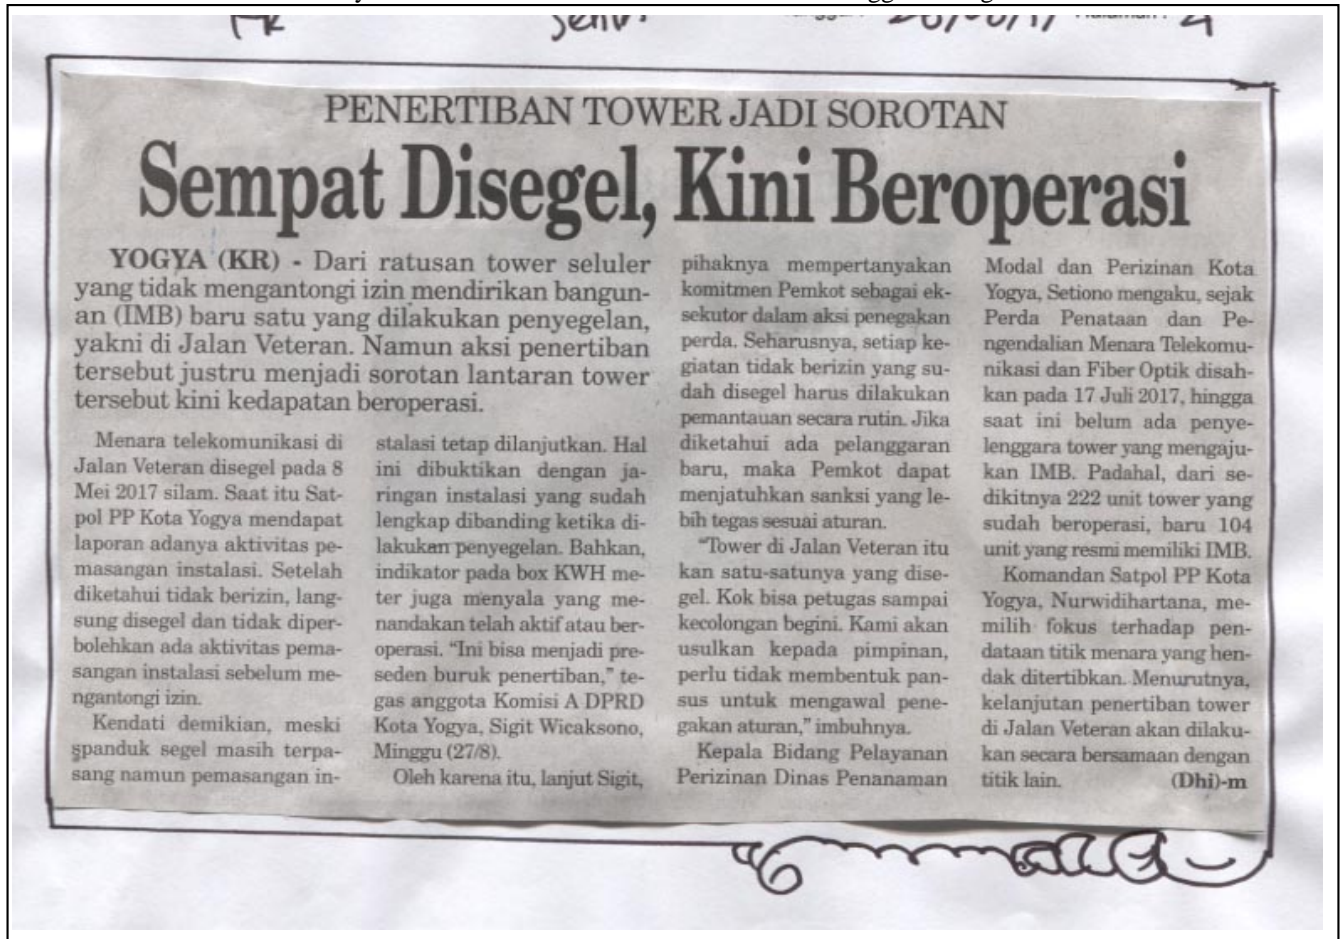 PENERTIBAN TOWER JADI SOROTAN
Sempat Disegel, Kini Beroperasi
YOGYA (KR) - Dari ratusan tower seluler
yang tidak mengantongi izin mendirikan bangun-
an (IMB) baru satu yang dilakukan penyegelan,
yakni di Jalan Veteran. Namun aksi penertiban
tersebut justru menjadi sorotan lantaran tower
tersebut kini kedapatan beroperasi.
Menara telekomunikasi di
Jalan Veteran disegel pada 8
Mei 2017 silam. Saat itu Sat-
pol PP Kota Yogya mendapat
laporan adanya aktivitas pe-
masangan instalasi. Setelah
diketahui tidak berizin, lang-
sung disegel dan tidak diper-
bolehkan ada aktivitas pema-
sangan instalasi sebelum me-
ngantongi izin.
Kendati demikian, meski
spanduk segel masih terpa-
sang namun pemasangan in-
stalasi tetap dilanjutkan. Hal
ini dibuktikan dengan ja-
ringan instalasi yang sudah
lengkap dibanding ketika di-
lakukan penyegelan. Bahkan,
indikator pada box KWH me-
ter juga menyala yang me-
nandakan telah aktif atau ber-
operasi. "Ini bisa menjadi pre-
seden buruk penertiban," te-
gas anggota Komisi A DPRD
Kota Yogya, Sigit Wicaksono,
Minggu (27/8).
Oleh karena itu, lanjut Sigit,
pihaknya mempertanyakan
komitmen Pemkot sebagai ek-
sekutor dalam aksi penegakan
perda. Seharusnya, setiap ke-
giatan tidak berizin yang su-
dah disegel harus dilakukan
pemantauan secara rutin. Jika
diketahui ada pelanggaran
baru, maka Pemkot dapat
menjatuhkan sanksi yang le-
bih tegas sesuai aturan.
"Tower di Jalan Veteran itu
kan satu-satunya yang dise-
gel. Kok bisa petugas sampai
kecolongan begini. Kami akan
usulkan kepada pimpinan,
perlu tidak membentuk pan-
sus untuk mengawal pene-
gakan aturan," imbuhnya.
Kepala Bidang Pelayanan
Perizinan Dinas Penanaman
Modal dan Perizinan Kota
Yogya, Setiono mengaku, sejak
Perda Penataan dan Pe-
ngendalian Menara Telekomu-
nikasi dan Fiber Optik disah-
kan pada 17 Juli 2017, hingga
saat ini belum ada penye-
lenggara tower yang mengaju-
kan IMB. Padahal, dari se-
dikitnya 222 unit tower yang
sudah beroperasi, baru 104
unit yang resmi memiliki IMB.
Komandan Satpol PP Kota
Yogya, Nurwidihartana, me-
milih fokus terhadap pen-
dataan titik menara yang hen-
dak ditertibkan. Menurutnya,
kelanjutan penertiban tower
di Jalan Veteran akan dilaku-
kan secara bersamaan dengan
titik lain. (Dhi)-m